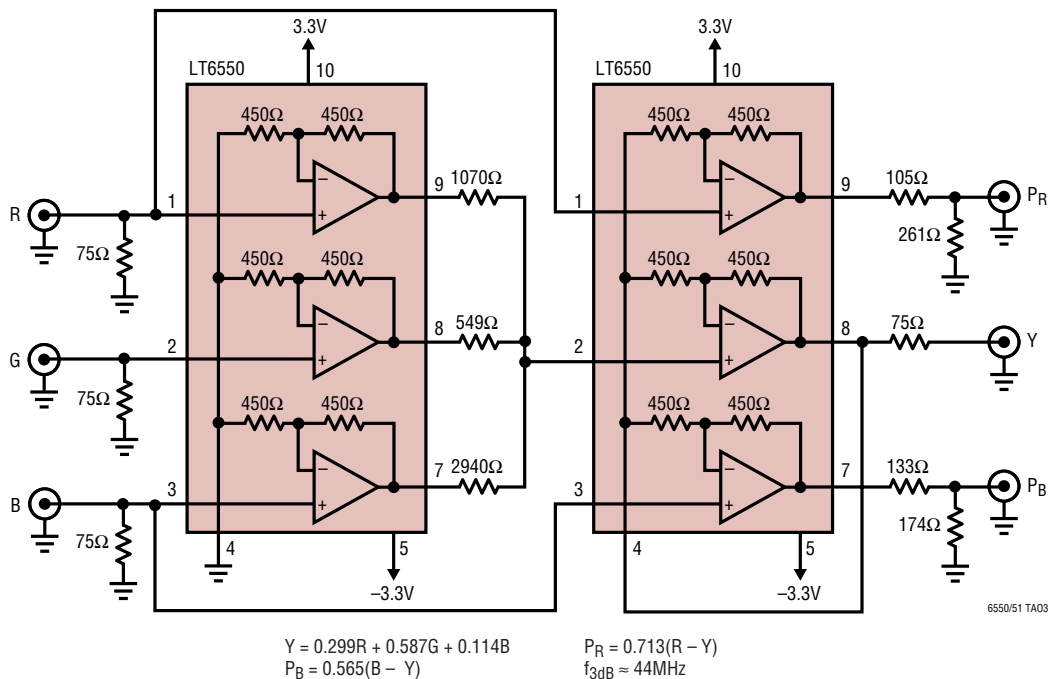 3.3V
3.3V
LT6550
10
LT6550
10
450Ω 450Ω
450Ω 450Ω
R
1
−
+
9
1070Ω
1
−
+
9
105Ω
PR
75Ω
261Ω
450Ω 450Ω
450Ω 450Ω
G
2
−
+
8
549Ω
2
−
+
8
75Ω
Y
75Ω
450Ω 450Ω
450Ω 450Ω
B
3
−
+
7
2940Ω
3
−
+
7
133Ω
PB
75Ω
174Ω
4
5
4
5
–3.3V
–3.3V
6550/51 TA03
Y = 0.299R + 0.587G + 0.114B
PB = 0.565(B – Y)
PR = 0.713(R – Y)
f3dB ≈ 44MHz